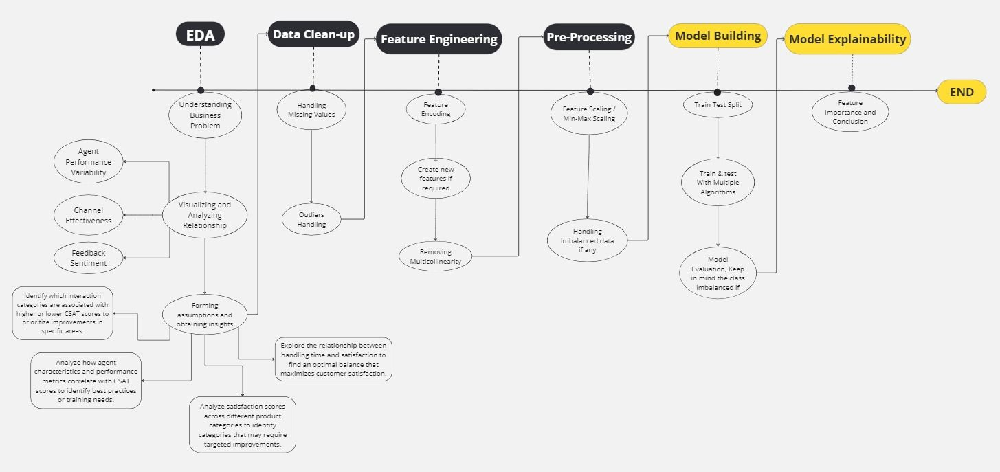 EDA
Data Clean-up
Feature Engineering
Pre-Processing
Model Building
Model Explainability
END
Understanding
Business
Problem
Agent
Performance
Variability
Channel
Effectiveness
Feedback
Sentiment
Visualizing and
Analyzing
Relationship
Forming
assumptions and
obtaining insights
Identify which interaction
categories are associated with
higher or lower CSAT scores to
prioritize improvements in
specific areas.
Analyze how agent
characteristics and performance
metrics correlate with CSAT
scores to identify best practices
or training needs.
Analyze satisfaction scores
across different product
categories to identify
categories that may require
targeted improvements.
Explore the relationship between
handling time and satisfaction to
find an optimal balance that
maximizes customer satisfaction.
Handling
Missing Values
Outliers
Handling
Feature
Encoding
Create new
features if
required
Removing
Multicollinearity
Feature Scaling /
Min-Max Scaling
Handling
Imbalanced data
if any
Train Test Split
Train & test
With Multiple
Algorithms
Model
Evaluation, Keep
in mind the class
imbalanced if
Feature
Importance and
Conclusion